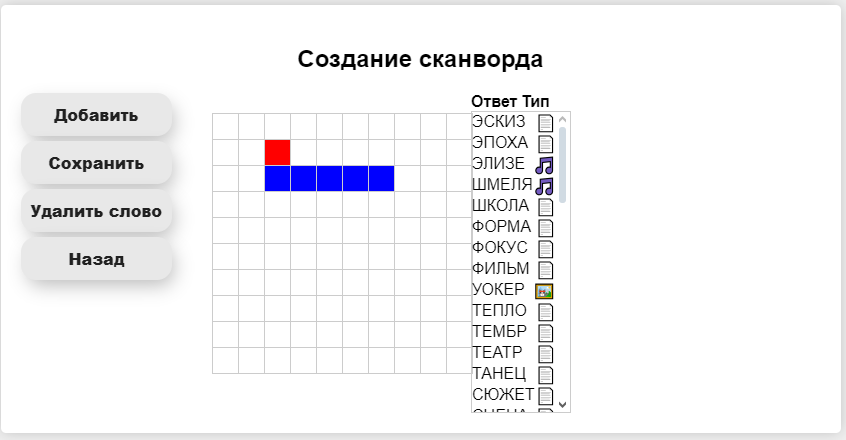 Создание сканворда
Добавить
Сохранить
Удалить слово
Назад
Ответ Тип
ЭСКИЗ
ЭПОХА
ЭЛИЗЕ
ШМЕЛЯ
ШКОЛА
ФОРМА
ФОКУС
ФИЛЬМ
УОКЕР
ТЕПЛО
ТЕМБР
ТЕАТР
ТАНЕЦ
СЮЖЕТ